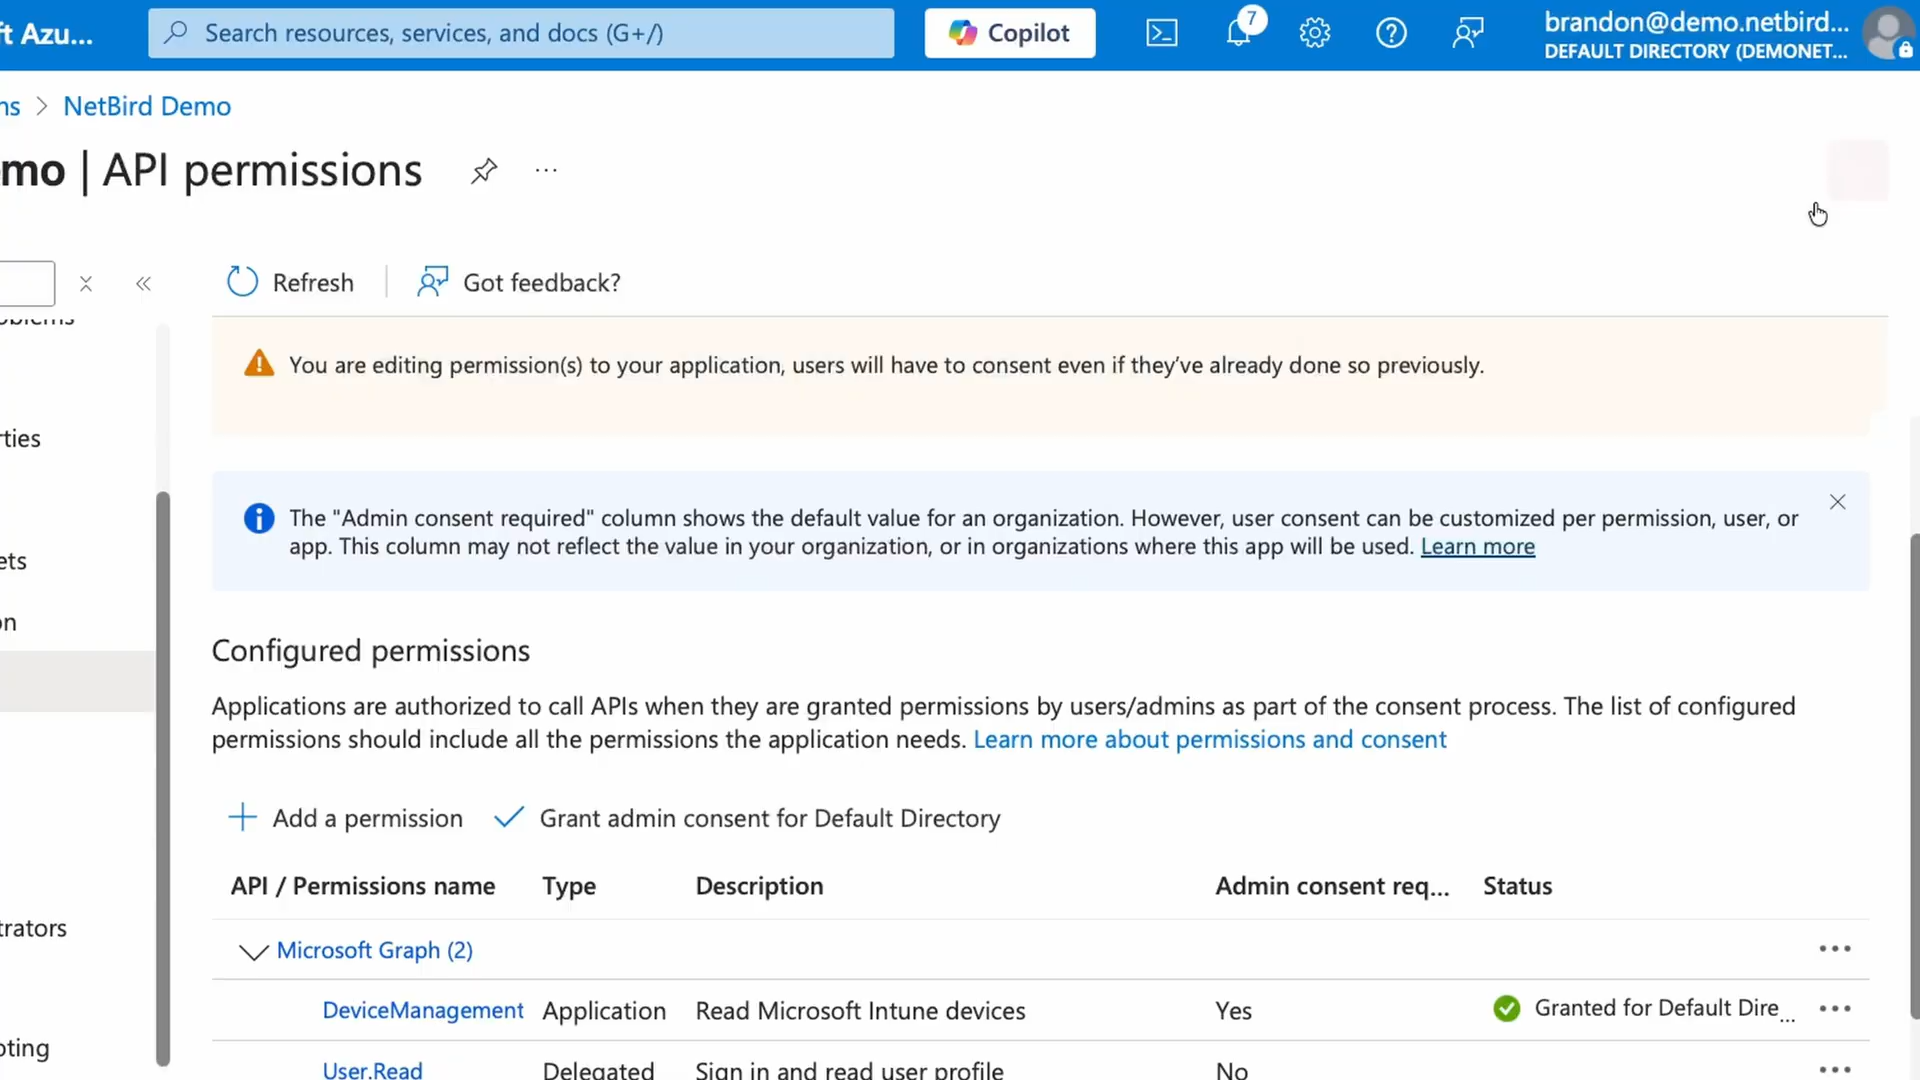 ft Azu...
Search resources, services, and docs (G+/)
Copilot
7
brandon@demo.netbird...
DEFAULT DIRECTORY (DEMONET...
ns > NetBird Demo
mo | API permissions
...
Refresh
Got feedback?
oblems
You are editing permission(s) to your application, users will have to consent even if they've already done so previously.
rties
The "Admin consent required" column shows the default value for an organization. However, user consent can be customized per permission, user, or
app. This column may not reflect the value in your organization, or in organizations where this app will be used. Learn more
ets
on
Configured permissions
Applications are authorized to call APIs when they are granted permissions by users/admins as part of the consent process. The list of configured
permissions should include all the permissions the application needs. Learn more about permissions and consent
Add a permission
Grant admin consent for Default Directory
API / Permissions name Type Description Admin consent req... Status
trators
Microsoft Graph (2)
DeviceManagement Application Read Microsoft Intune devices Yes Granted for Default Dire...
oting
User.Read Delegated Sign in and read user profile No